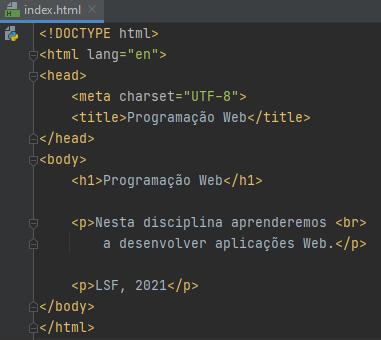 index.html
<!DOCTYPE html>
<html lang="en">
<head>
    <meta charset="UTF-8">
    <title>Programação Web</title>
</head>
<body>
    <h1>Programação Web</h1>

    <p>Nesta disciplina aprenderemos <br>
        a desenvolver aplicações Web.</p>

    <p>LSF, 2021</p>
</body>
</html>